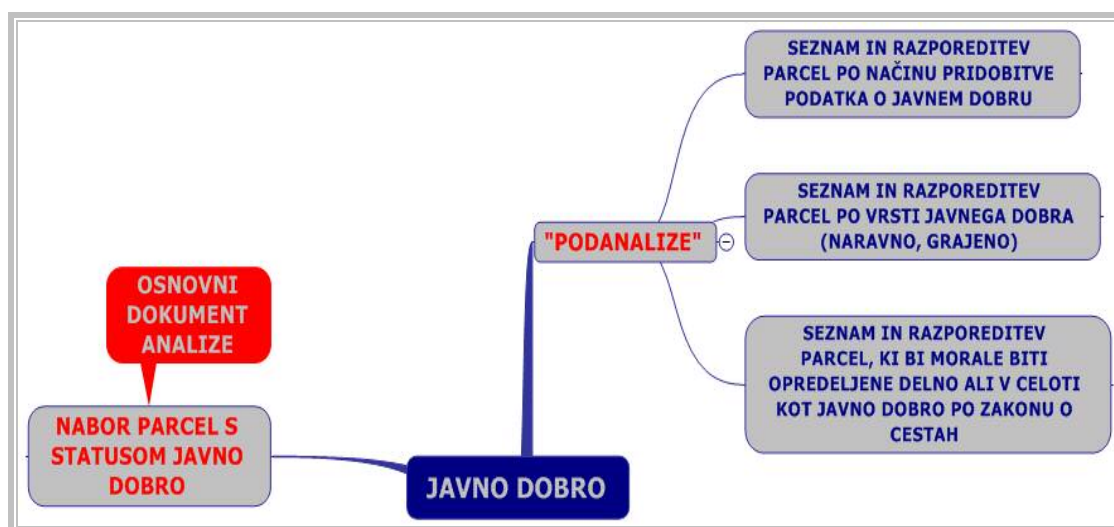 SEZNAM IN RAZPOREDITEV
PARCEL PO NAČINU PRIDOBITVE
PODATKA O JAVNEM DOBRU
SEZNAM IN RAZPOREDITEV
PARCEL PO VRSTI JAVNEGA DOBRA
(NARAVNO, GRAJENO)
"PODANALIZE"
OSNOVNI
DOKUMENT
ANALIZE
SEZNAM IN RAZPOREDITEV
PARCEL, KI BI MORALE BITI
OPREDELJENE DELNO ALI V CELOTI
KOT JAVNO DOBRO PO ZAKONU O
CESTAH
NABOR PARCEL S
STATUSOM JAVNO
DOBRO
JAVNO DOBRO